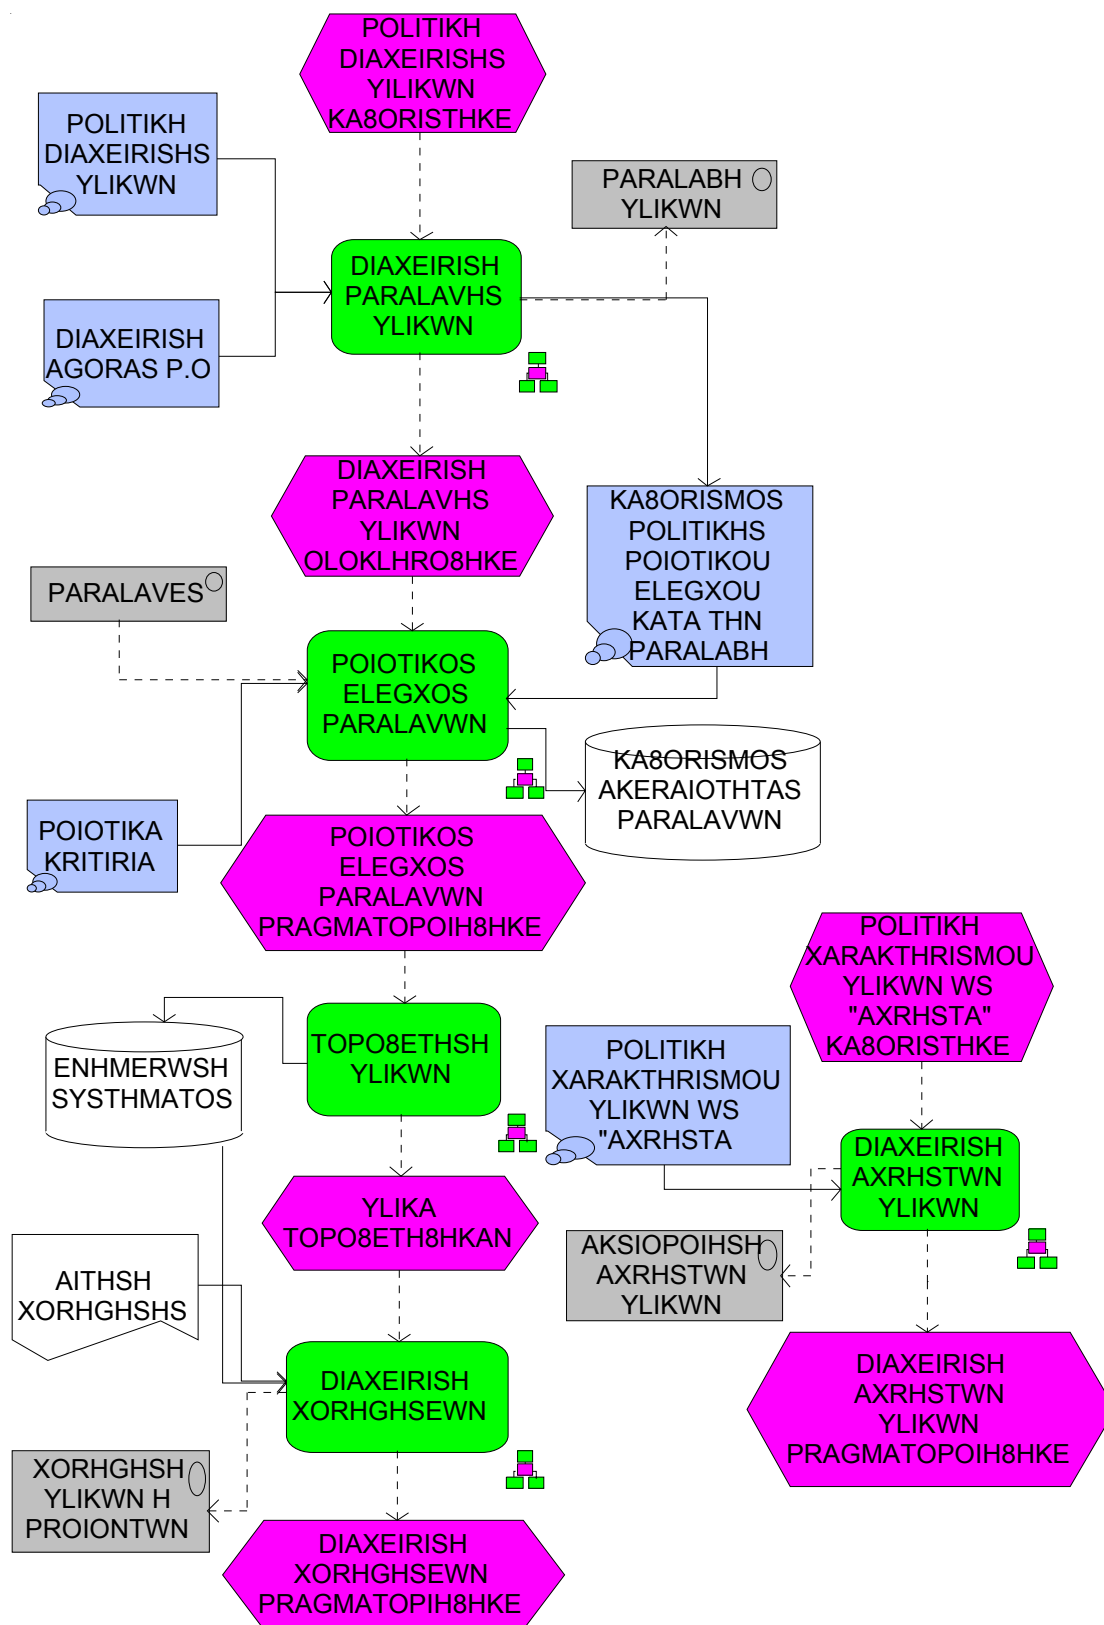 POLITIKH
DIAXEIRISHS
YILIKWN
KA8ORISTHKE
POLITIKH
DIAXEIRISHS
YLIKWN
PARALABH
YLIKWN
DIAXEIRISH
PARALAVHS
YLIKWN
DIAXEIRISH
AGORAS P.O
DIAXEIRISH
PARALAVHS
YLIKWN
OLOKLHRO8HKE
KA8ORISMOS
POLITIKHS
POIOTIKOU
ELEGXOU
KATA THN
PARALABH
PARALAVES
POIOTIKOS
ELEGXOS
PARALAVWN
KA8ORISMOS
AKERAIOTHTAS
PARALAVWN
POIOTIKA
KRITIRIA
POIOTIKOS
ELEGXOS
PARALAVWN
PRAGMATOPOIH8HKE
POLITIKH
XARAKTHRISMOU
YLIKWN WS
"AXRHSTA"
KA8ORISTHKE
TOPO8ETHSH
YLIKWN
ENHMERWSH
SYSTHMATOS
POLITIKH
XARAKTHRISMOU
YLIKWN WS
"AXRHSTA
DIAXEIRISH
AXRHSTWN
YLIKWN
YLIKA
TOPO8ETH8HKAN
AKSIOPOIHSH
AXRHSTWN
YLIKWN
AITHSH
XORHGHSHS
DIAXEIRISH
XORHGHSEWN
DIAXEIRISH
AXRHSTWN
YLIKWN
PRAGMATOPOIH8HKE
XORHGHSH
YLIKWN H
PROIONTWN
DIAXEIRISH
XORHGHSEWN
PRAGMATOPIH8HKE